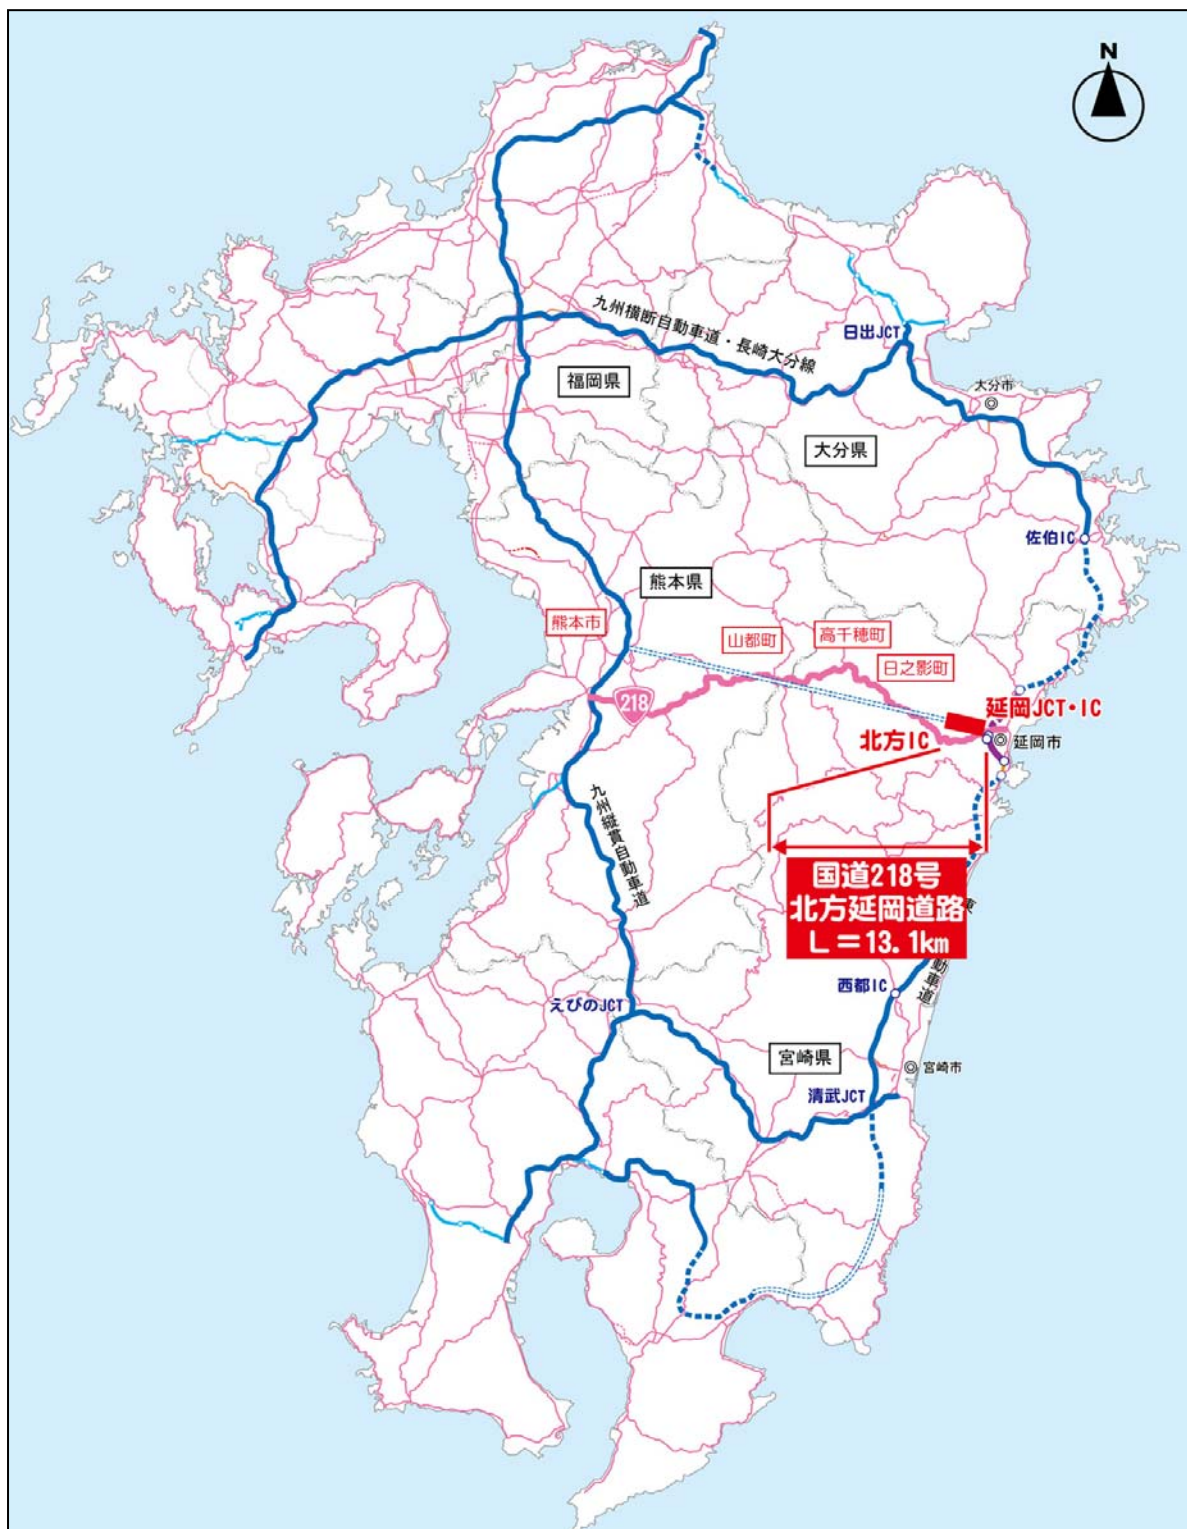 N
九州横断自動車道・長崎大分線
日出JCT
福岡県
大分市
大分県
佐伯IC
熊本県
熊本市
山都町
高千穂町
日之影町
218
延岡JCT・IC
北方IC
延岡市
九州縦貫自動車道
国道218号
北方延岡道路
L=13.1km
動車道
西都IC
えびのJCT
宮崎県
宮崎市
清武JCT